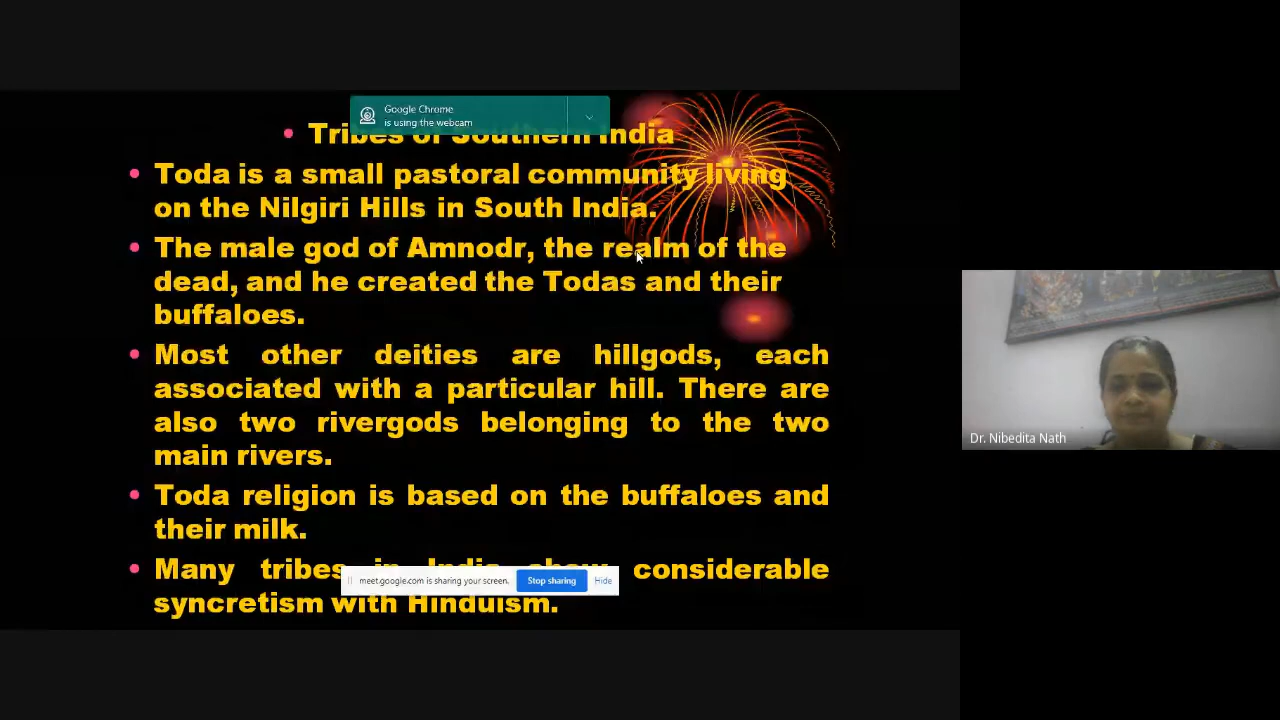 Google Chrome
is using the webcam
• Tribes of Southern India
• Toda is a small pastoral community living
on the Nilgiri Hills in South India.
• The male god of Amnodr, the realm of the
dead, and he created the Todas and their
buffaloes.
• Most other deities are hillgods, each
associated with a particular hill. There are
also two rivergods belonging to the two
main rivers.
• Toda religion is based on the buffaloes and
their milk.
• Many tribes in India show considerable
meet.google.com is sharing your screen. Stop sharing Hide
syncretism with Hinduism.
Dr. Nibedita Nath